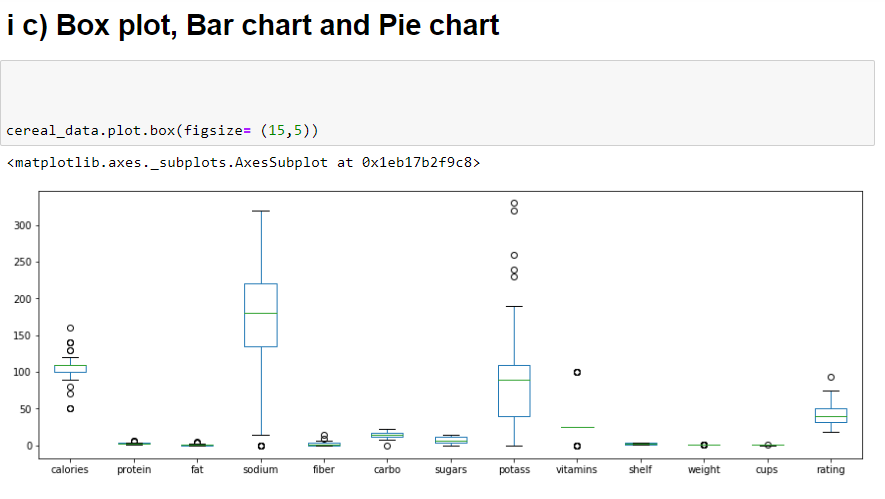 i c) Box plot, Bar chart and Pie chart
cereal_data.plot.box(figsize= (15,5))
<matplotlib.axes._subplots.AxesSubplot at 0x1eb17b2f9c8>
300
250
200
150
100
50
0
calories protein fat sodium fiber carbo sugars potass vitamins shelf weight cups rating